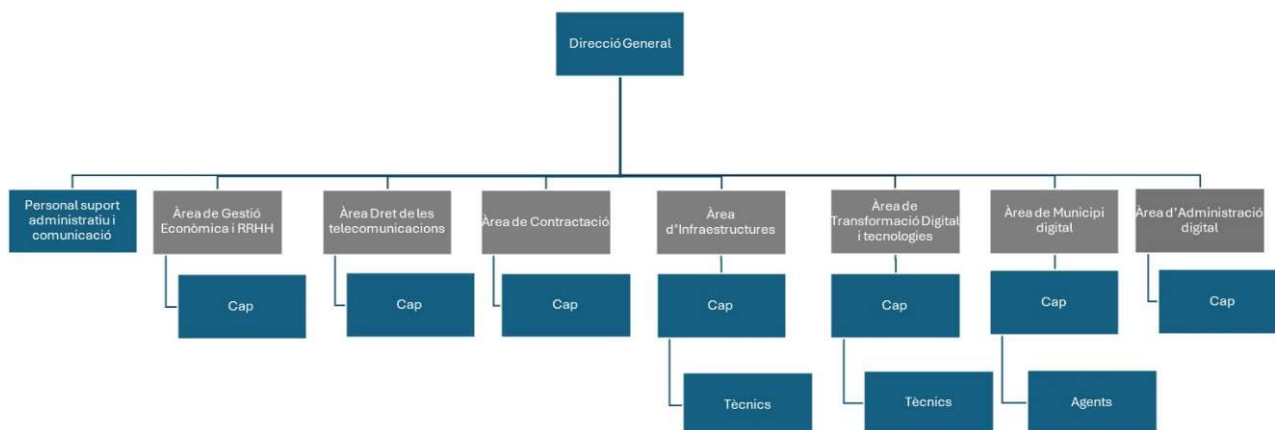 Direcció General
Personal suport
administratiu i
comunicació
Àrea de Gestió
Econòmica i RRHH
Àrea Dret de les
telecomunicacions
Àrea de Contractació
Àrea
d'Infraestructures
Àrea de
Transformació Digital
i tecnologies
Àrea de Municipi
digital
Àrea d'Administració
digital
Cap
Cap
Cap
Cap
Cap
Cap
Cap
Tècnics
Tècnics
Agents